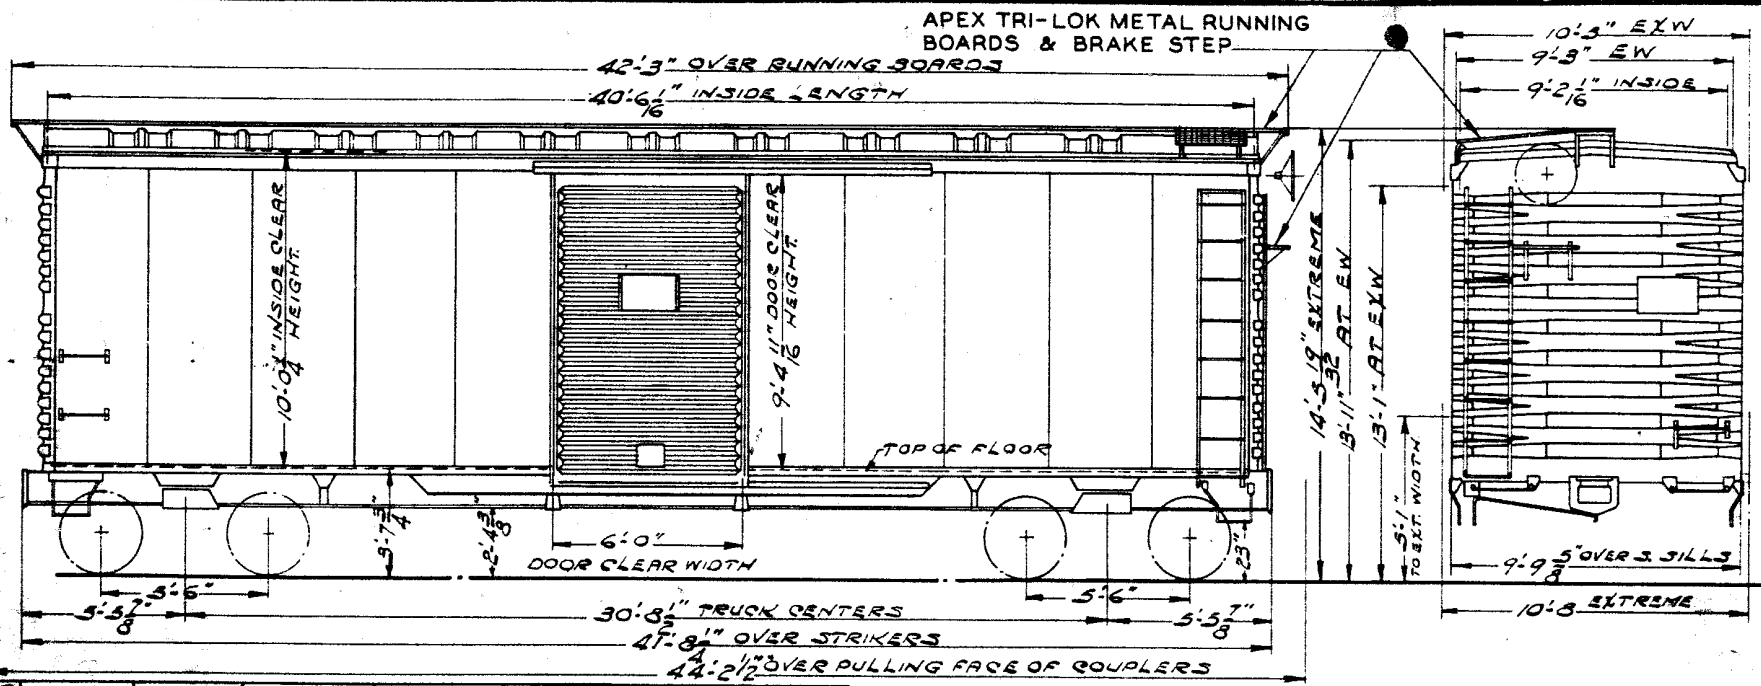 APEX TRI-LOK METAL RUNNING
BOARDS & BRAKE STEP
42'-3" OVER RUNNING BOARDS
40'-6 1/16" INSIDE LENGTH
10'-3" EXW
9'-3" EW
9'-2 1/16" INSIDE
10'-0 1/4" INSIDE CLEAR
HEIGHT.
9'-4 11/16" DOOR CLEAR
HEIGHT.
14'-3 19/32" EXTREME
13'-11" AT EW
13'-1" AT EXW
TOP OF FLOOR
5'-1"
TO EXT. WIDTH
3'-7 3/4"
2'-4 3/8"
6'-0"
DOOR CLEAR WIDTH
23"
9'-9 5/8" OVER S. SILLS
5'-6"
5'-6"
5'-5 7/8"
30'-8 1/2" TRUCK CENTERS
5'-5 7/8"
10'-8 EXTREME
41'-8 1/4" OVER STRIKERS
44'-2 1/2" OVER PULLING FACE OF COUPLERS